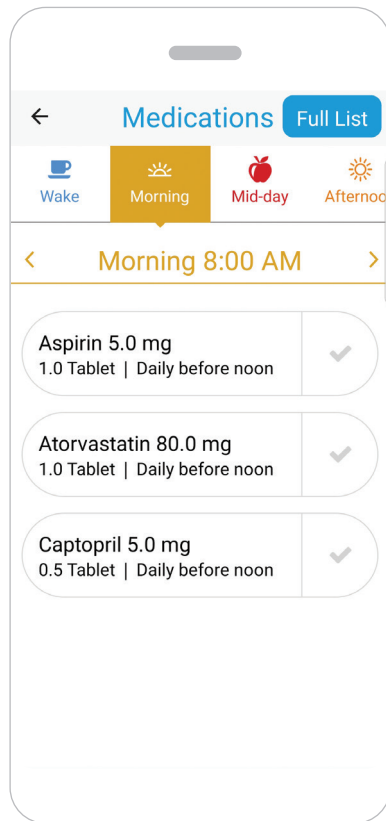 Medications
Full List
Wake
Morning
Mid-day
Afternoo
Morning 8:00 AM
Aspirin 5.0 mg
1.0 Tablet | Daily before noon
Atorvastatin 80.0 mg
1.0 Tablet | Daily before noon
Captopril 5.0 mg
0.5 Tablet | Daily before noon